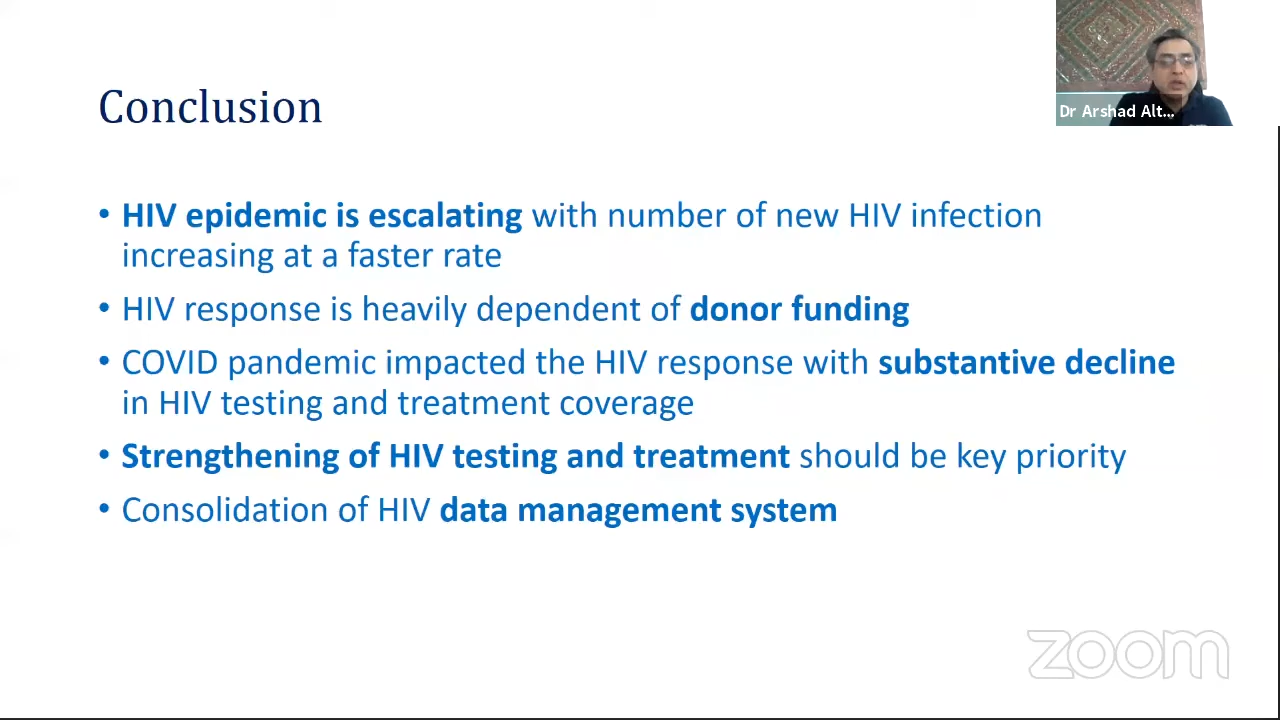 Conclusion
Dr Arshad Alt...
• HIV epidemic is escalating with number of new HIV infection
increasing at a faster rate
• HIV response is heavily dependent of donor funding
• COVID pandemic impacted the HIV response with substantive decline
in HIV testing and treatment coverage
• Strengthening of HIV testing and treatment should be key priority
• Consolidation of HIV data management system
zoom